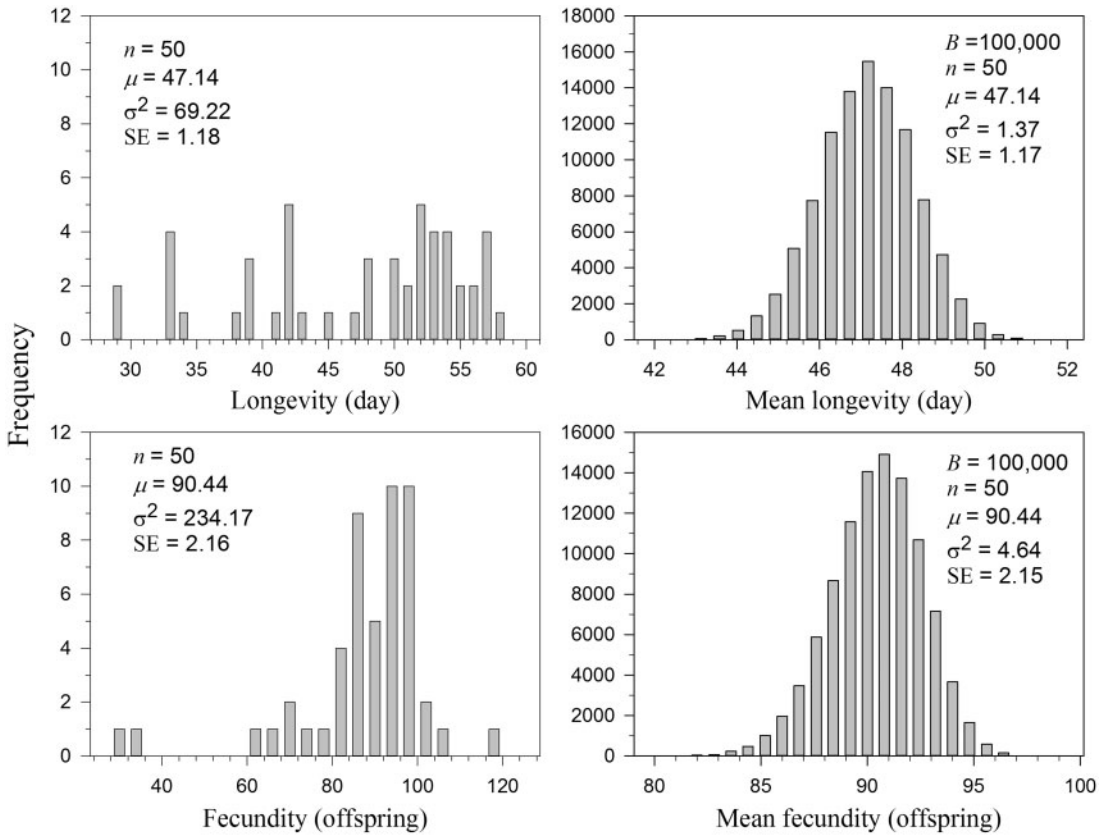 Frequency
12
10
8
6
4
2
0
n = 50
μ = 47.14
σ² = 69.22
SE = 1.18
30 35 40 45 50 55 60
Longevity (day)
18000
16000
14000
12000
10000
8000
6000
4000
2000
0
B =100,000
n = 50
μ = 47.14
σ² = 1.37
SE = 1.17
42 44 46 48 50 52
Mean longevity (day)
12
10
8
6
4
2
0
n = 50
μ = 90.44
σ² = 234.17
SE = 2.16
40 60 80 100 120
Fecundity (offspring)
16000
14000
12000
10000
8000
6000
4000
2000
0
B = 100,000
n = 50
μ = 90.44
σ² = 4.64
SE = 2.15
80 85 90 95 100
Mean fecundity (offspring)